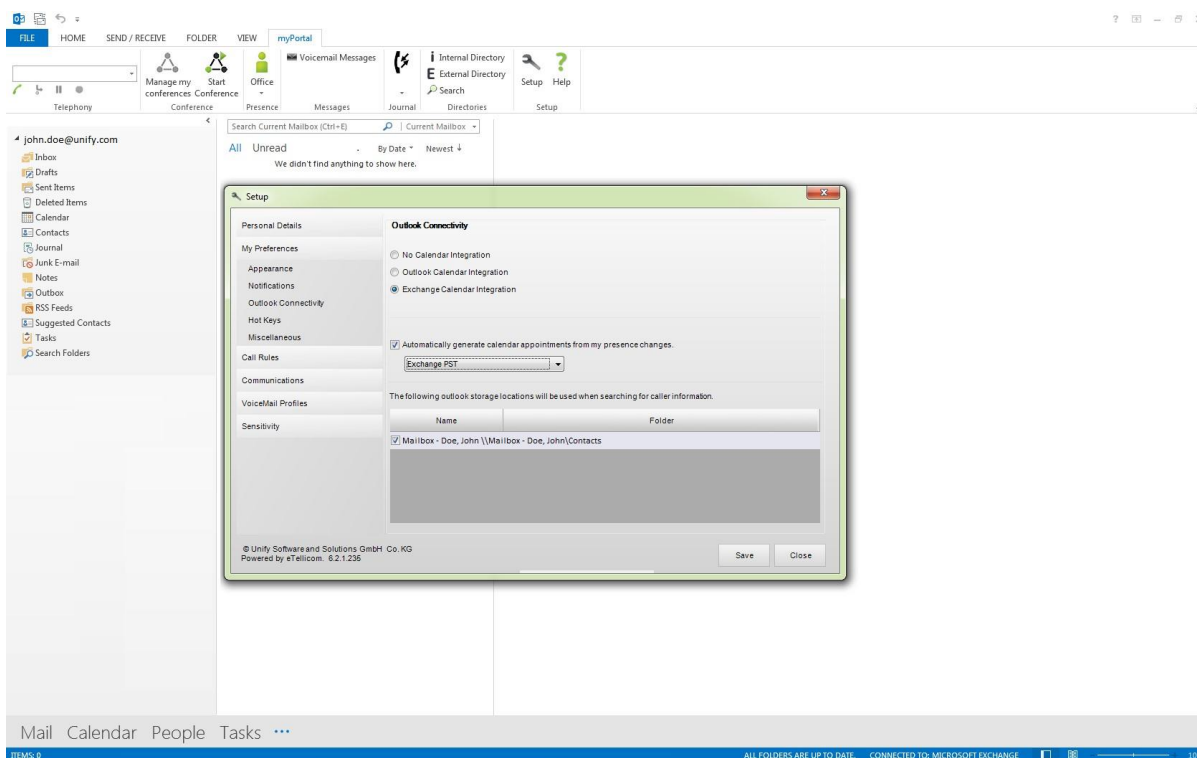 FILE HOME SEND / RECEIVE FOLDER VIEW myPortal
Manage my conferences
Start Conference
Office
Voicemail Messages
Internal Directory
External Directory
Search
Setup Help
Telephony Conference Presence Messages Journal Directories Setup
john.doe@unify.com
Inbox
Drafts
Sent Items
Deleted Items
Calendar
Contacts
Journal
Junk E-mail
Notes
Outbox
RSS Feeds
Suggested Contacts
Tasks
Search Folders
Search Current Mailbox (Ctrl+E) Current Mailbox
All Unread By Date Newest ↓
We didn't find anything to show here.
Setup
Personal Details
My Preferences
Appearance
Notifications
Outlook Connectivity
Hot Keys
Miscellaneous
Call Rules
Communications
VoiceMail Profiles
Sensitivity
Outlook Connectivity
No Calendar Integration
Outlook Calendar Integration
Exchange Calendar Integration
Automatically generate calendar appointments from my presence changes.
Exchange PST
The following outlook storage locations will be used when searching for caller information.
Name Folder
Mailbox - Doe, John \\Mailbox - Doe, John\Contacts
© Unify Software and Solutions GmbH Co. KG
Powered by eTellicom. 6.2.1.235
Save Close
Mail Calendar People Tasks ...
ITEMS: 0 ALL FOLDERS ARE UP TO DATE. CONNECTED TO: MICROSOFT EXCHANGE